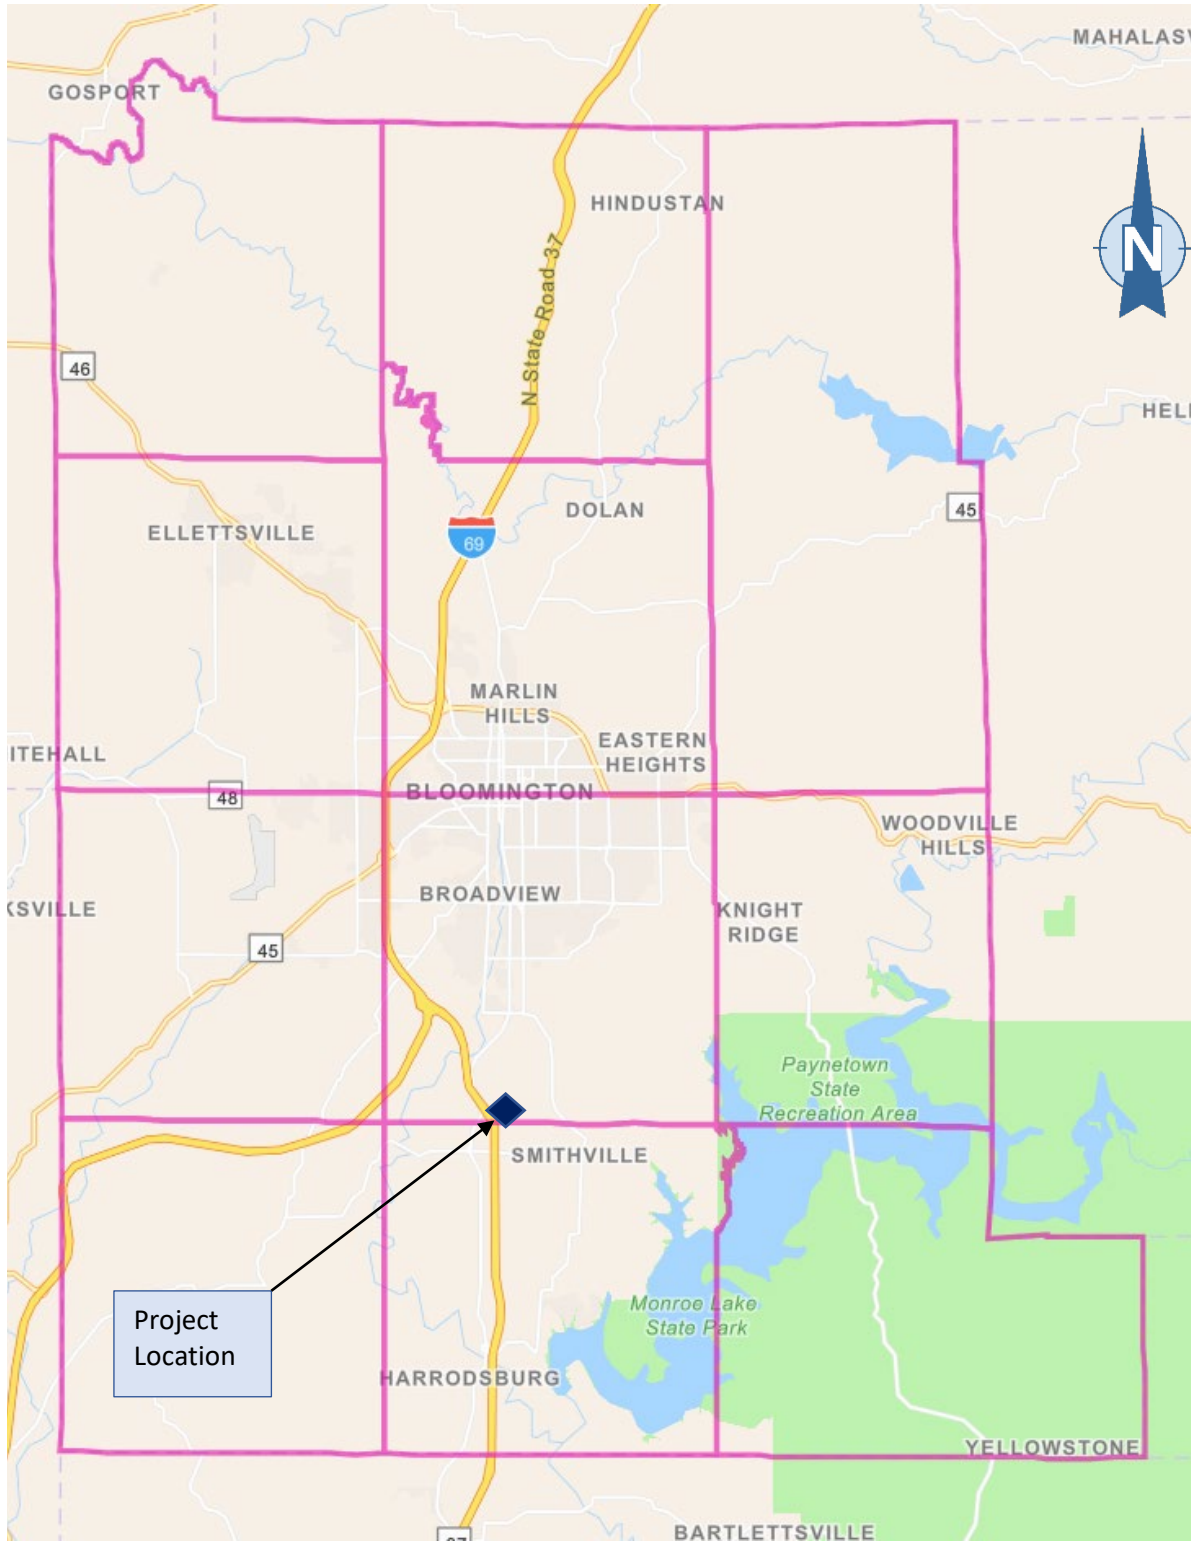 MAHALASV
GOSPORT
HINDUSTAN
N
N State Road 37
46
HELI
45
DOLAN
ELLETTSVILLE
69
MARLIN
HILLS
EASTERN
HEIGHTS
ITEHALL
BLOOMINGTON
48
WOODVILLE
HILLS
BROADVIEW
KSVILLE
KNIGHT
RIDGE
45
Paynetown
State
Recreation Area
SMITHVILLE
Project
Location
Monroe Lake
State Park
HARRODSBURG
YELLOWSTONE
BARTLETTSVILLE